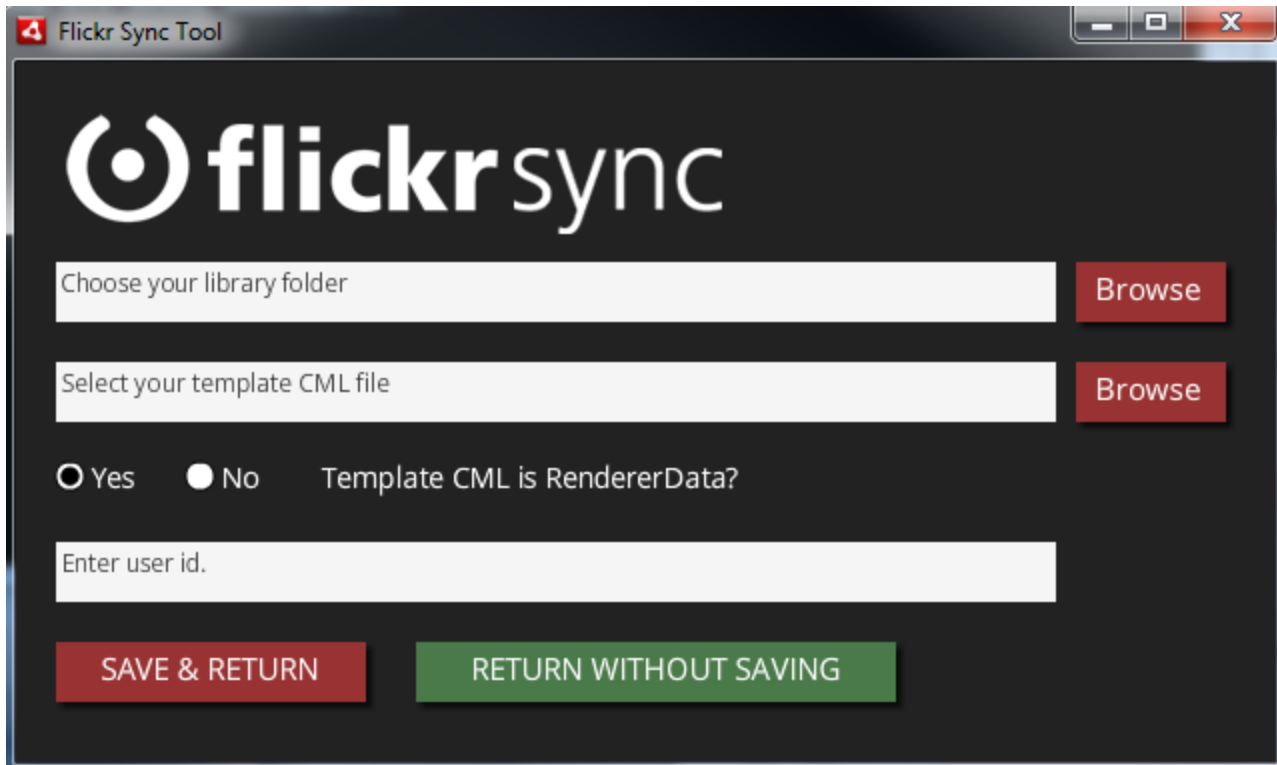 Flickr Sync Tool
flickrsync
Choose your library folder
Browse
Select your template CML file
Browse
Yes No Template CML is RendererData?
Enter user id.
SAVE & RETURN RETURN WITHOUT SAVING